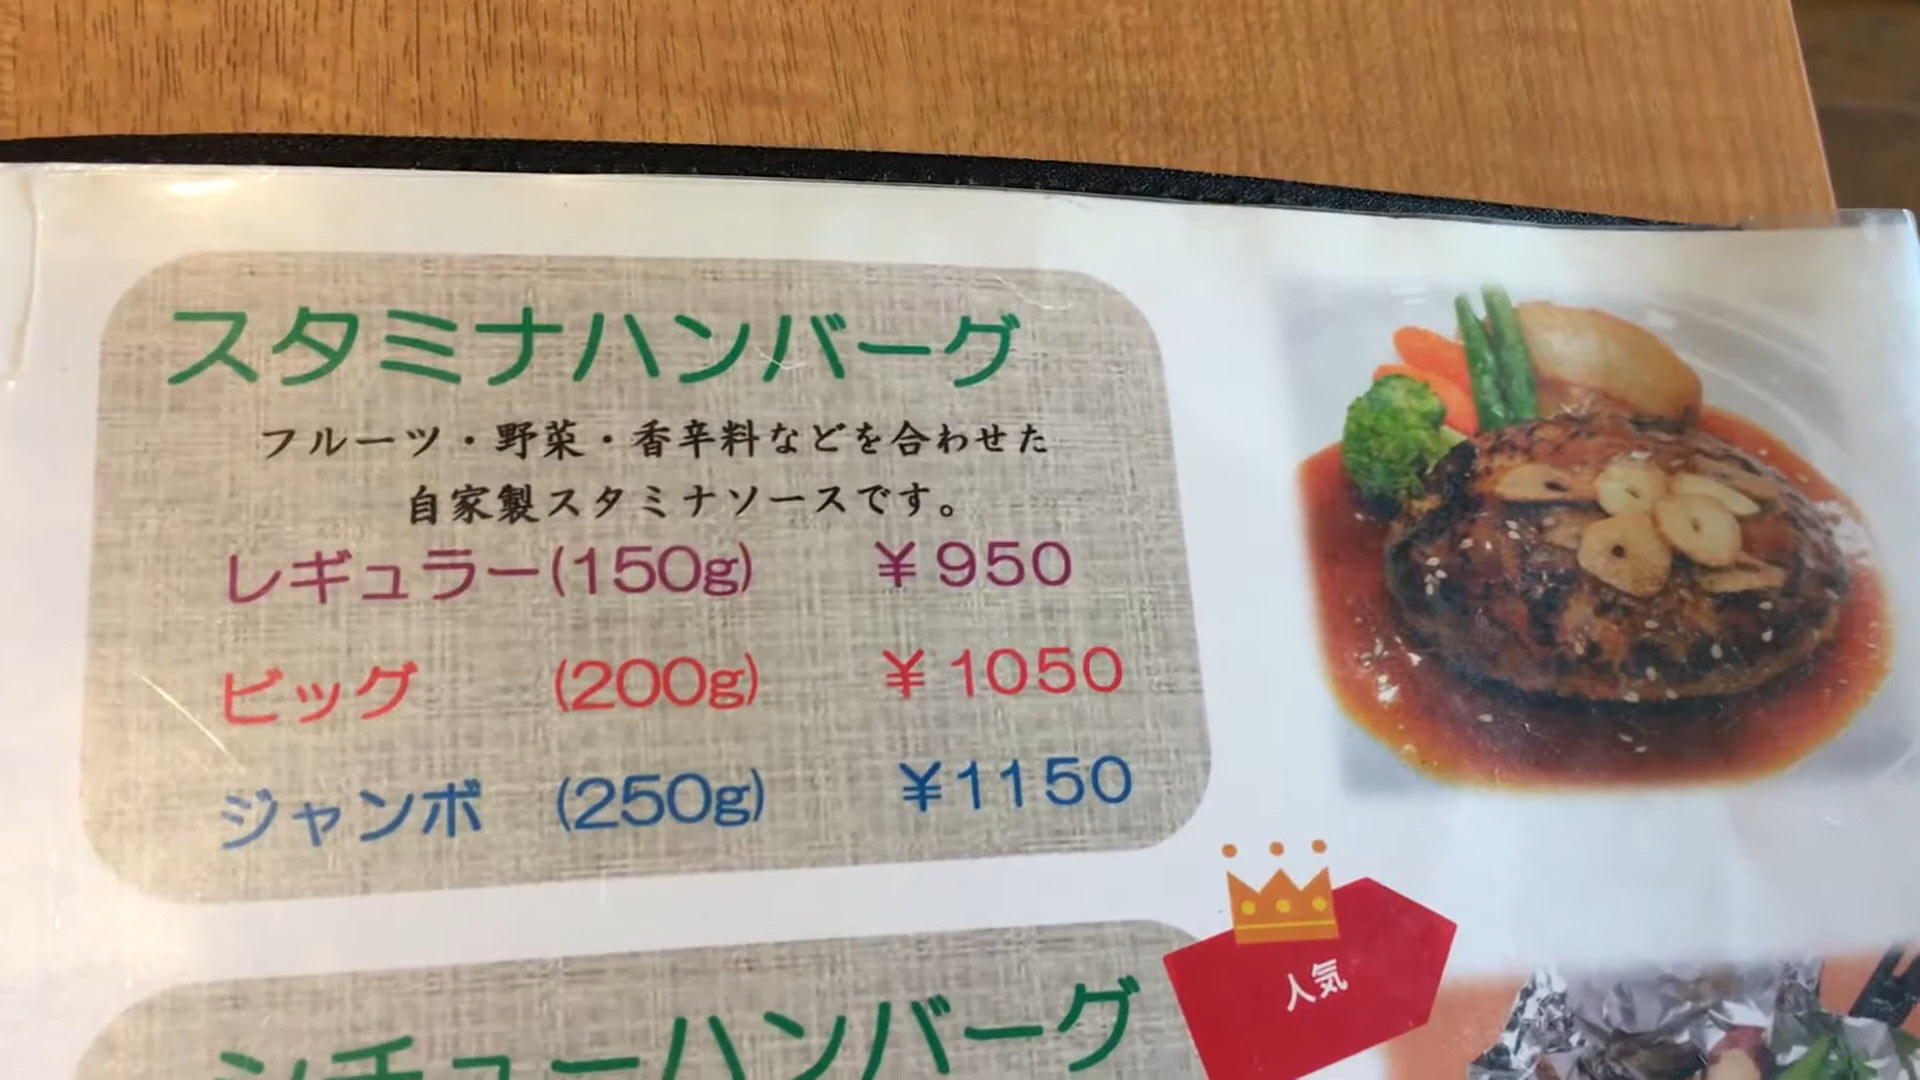 スタミナハンバーグ
フルーツ・野菜・香辛料などを合わせた
自家製スタミナソースです。
レギュラー(150g) ￥950
ビッグ (200g) ￥1050
ジャンボ (250g) ￥1150
人気
シチューハンバーグ